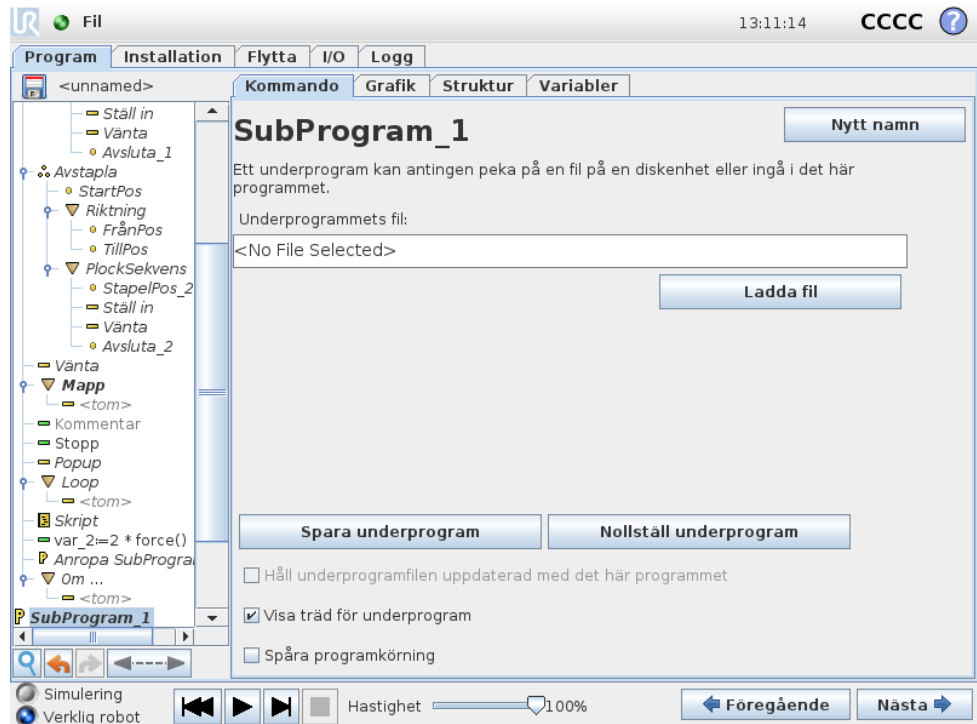 UR Fil 13:11:14 CCCC ?
Program Installation Flytta I/O Logg
<unnamed>
Kommando Grafik Struktur Variabler
Ställ in
Vänta
Avsluta_1
Avstapla
StartPos
Riktning
FrånPos
TillPos
PlockSekvens
StapelPos_2
Ställ in
Vänta
Avsluta_2
Vänta
Mapp
<tom>
Kommentar
Stopp
Popup
Loop
<tom>
Skript
var_2:=2 * force()
Anropa SubProgra
Om ...
<tom>
SubProgram_1
SubProgram_1
Nytt namn
Ett underprogram kan antingen peka på en fil på en diskenhet eller ingå i det här
programmet.
Underprogrammets fil:
<No File Selected>
Ladda fil
Spara underprogram Nollställ underprogram
Håll underprogramfilen uppdaterad med det här programmet
Visa träd för underprogram
Spåra programkörning
Simulering
Verklig robot
Hastighet 100%
Föregående Nästa